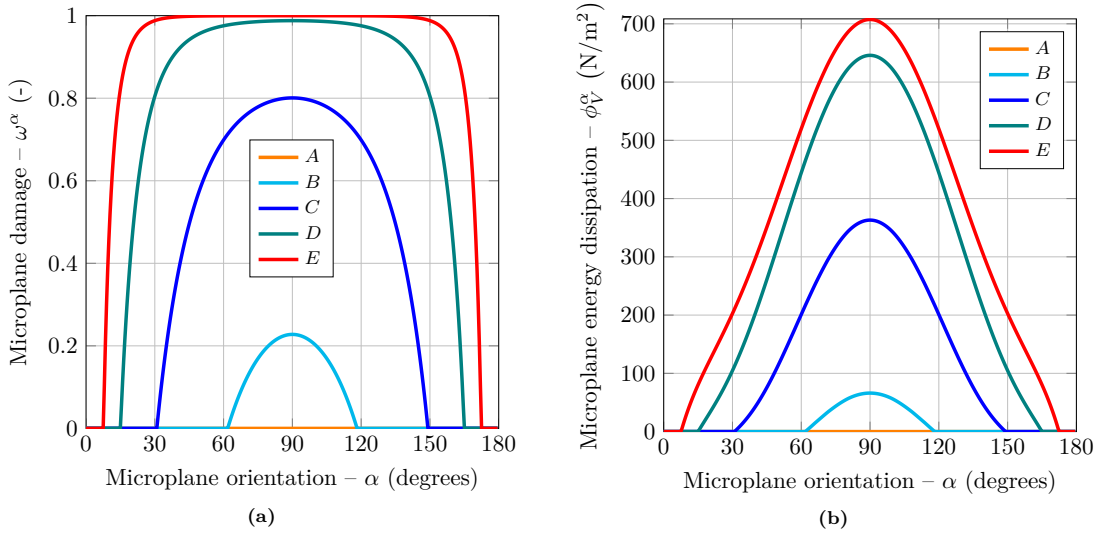 Microplane damage – ω^α (-)
1
0.8
0.6
0.4
0.2
0
A
B
C
D
E
0 30 60 90 120 150 180
Microplane orientation – α (degrees)
(a)
Microplane energy dissipation – ϕ_V^α (N/m²)
700
600
500
400
300
200
100
0
A
B
C
D
E
0 30 60 90 120 150 180
Microplane orientation – α (degrees)
(b)